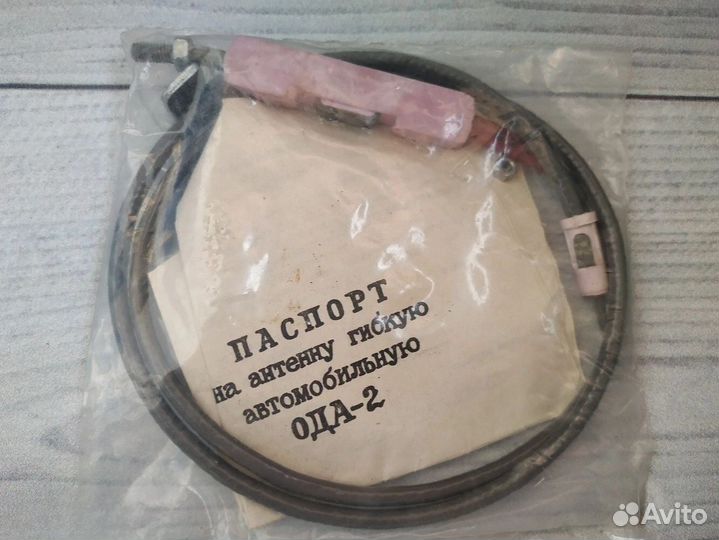 ПАСПОРТ
на антенну гибкую
автомобильную
ОДА-2
Avito